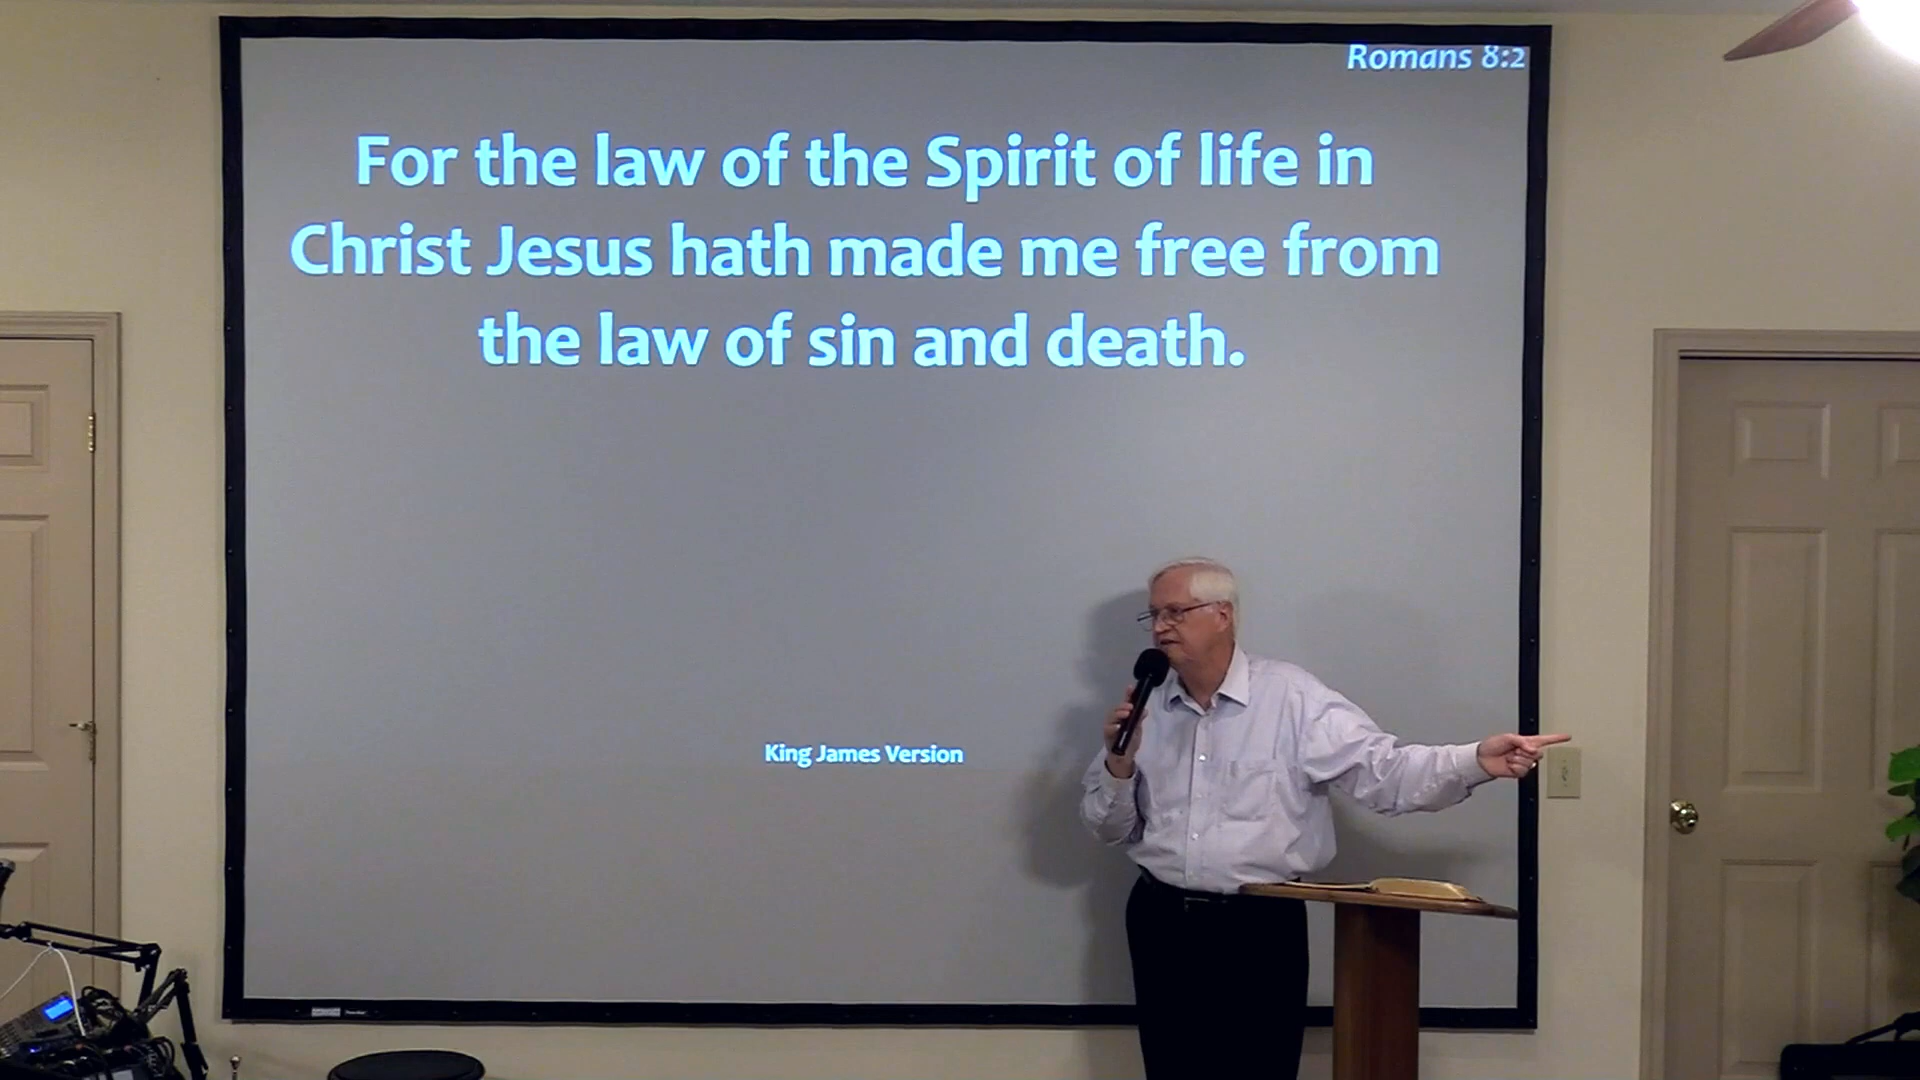 Romans 8:2
For the law of the Spirit of life in
Christ Jesus hath made me free from
the law of sin and death.
King James Version